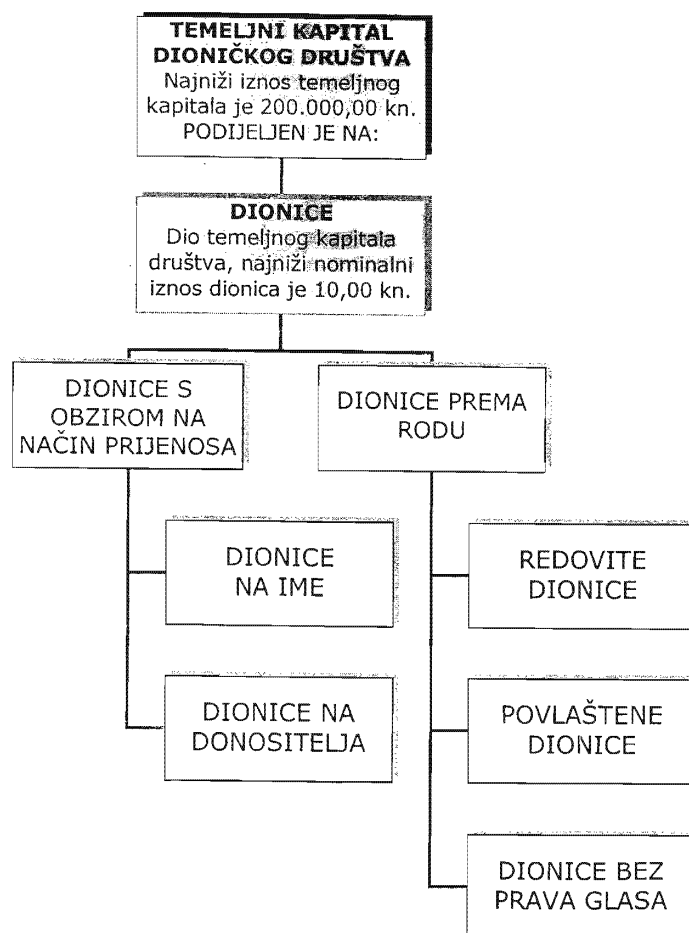 TEMELJNI KAPITAL
DIONIČKOG DRUŠTVA
Najniži iznos temeljnog
kapitala je 200.000,00 kn.
PODIJELJEN JE NA:
DIONICE
Dio temeljnog kapitala
društva, najniži nominalni
iznos dionica je 10,00 kn.
DIONICE S
OBZIROM NA
NAČIN PRIJENOSA
DIONICE PREMA
RODU
DIONICE
NA IME
DIONICE NA
DONOSITELJA
REDOVITE
DIONICE
POVLAŠTENE
DIONICE
DIONICE BEZ
PRAVA GLASA